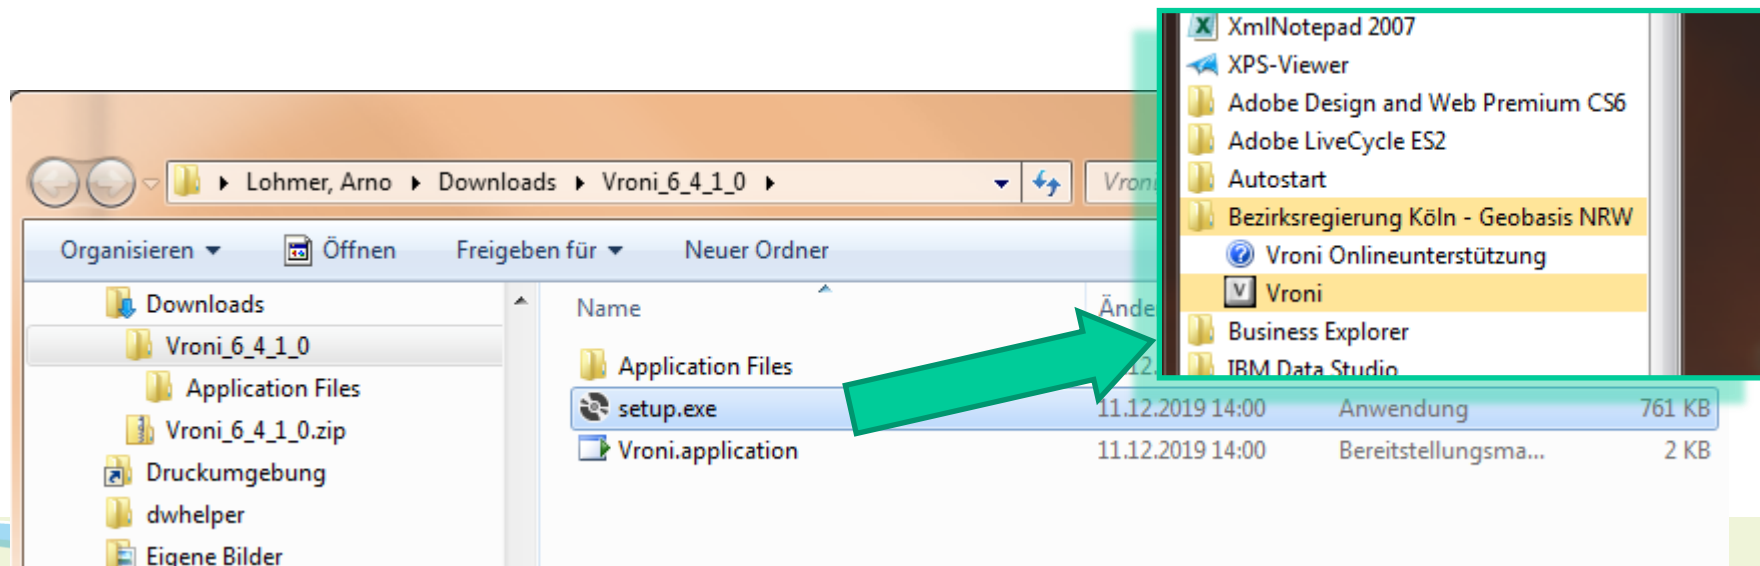 XmlNotepad 2007
XPS-Viewer
Adobe Design and Web Premium CS6
Adobe LiveCycle ES2
Autostart
Bezirksregierung Köln - Geobasis NRW
Vroni Onlineunterstützung
V Vroni
Business Explorer
IBM Data Studio
Lohmer, Arno Downloads Vroni_6_4_1_0
Organisieren Öffnen Freigeben für Neuer Ordner
Downloads
Vroni_6_4_1_0
Application Files
Vroni_6_4_1_0.zip
Druckumgebung
dwhelper
Eigene Bilder
Name
Application Files
setup.exe 11.12.2019 14:00 Anwendung 761 KB
Vroni.application 11.12.2019 14:00 Bereitstellungsma... 2 KB